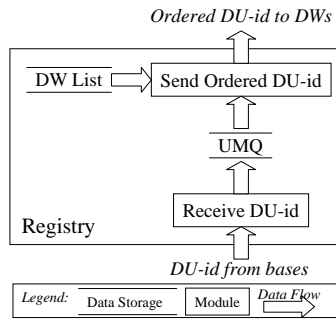 Ordered DU-id to DWs
DW List
Send Ordered DU-id
UMQ
Receive DU-id
Registry
DU-id from bases
Legend:
Data Storage
Module
Data Flow